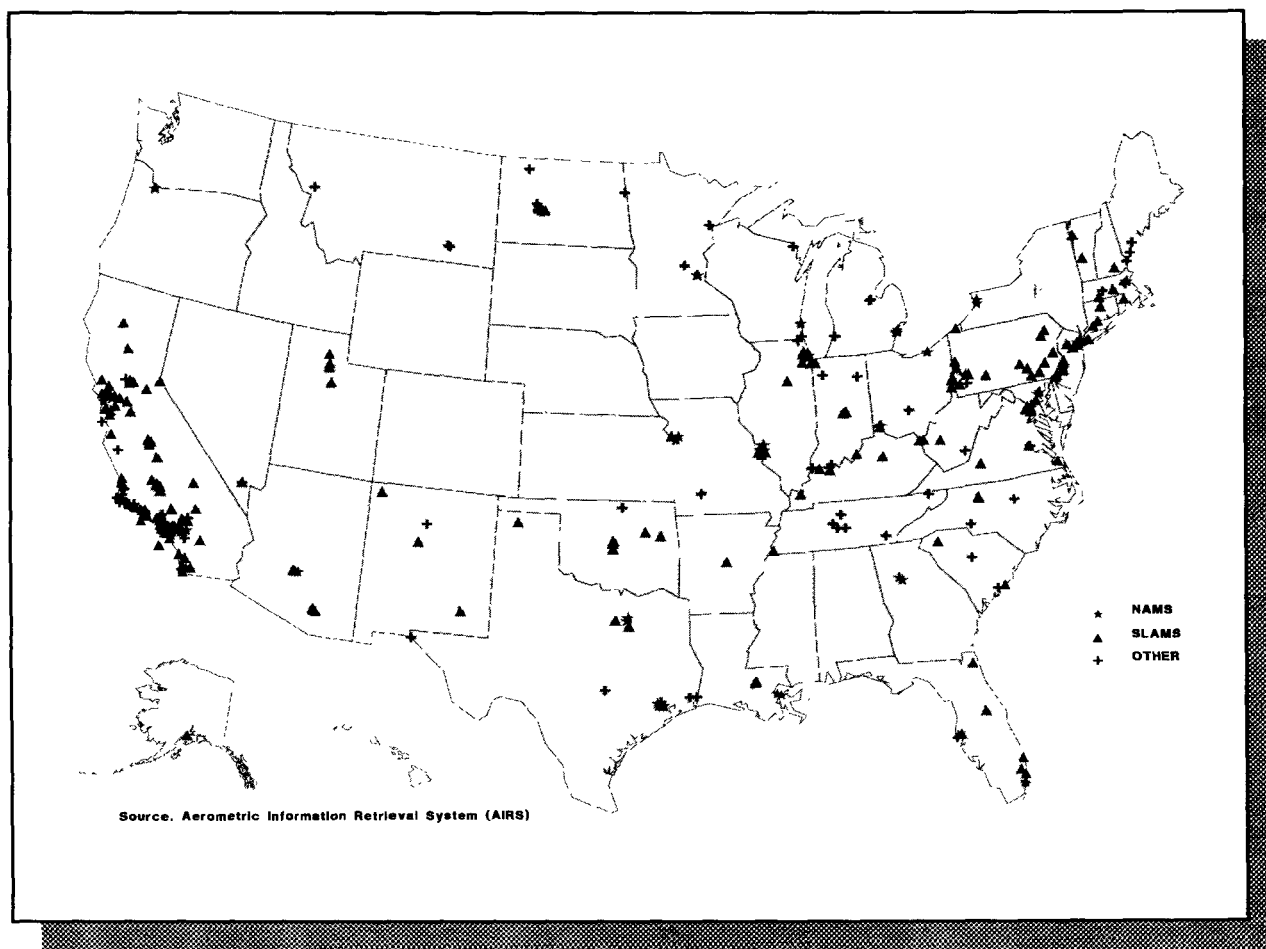 NAMS
SLAMS
OTHER
Source. Aerometric Information Retrieval System (AIRS)